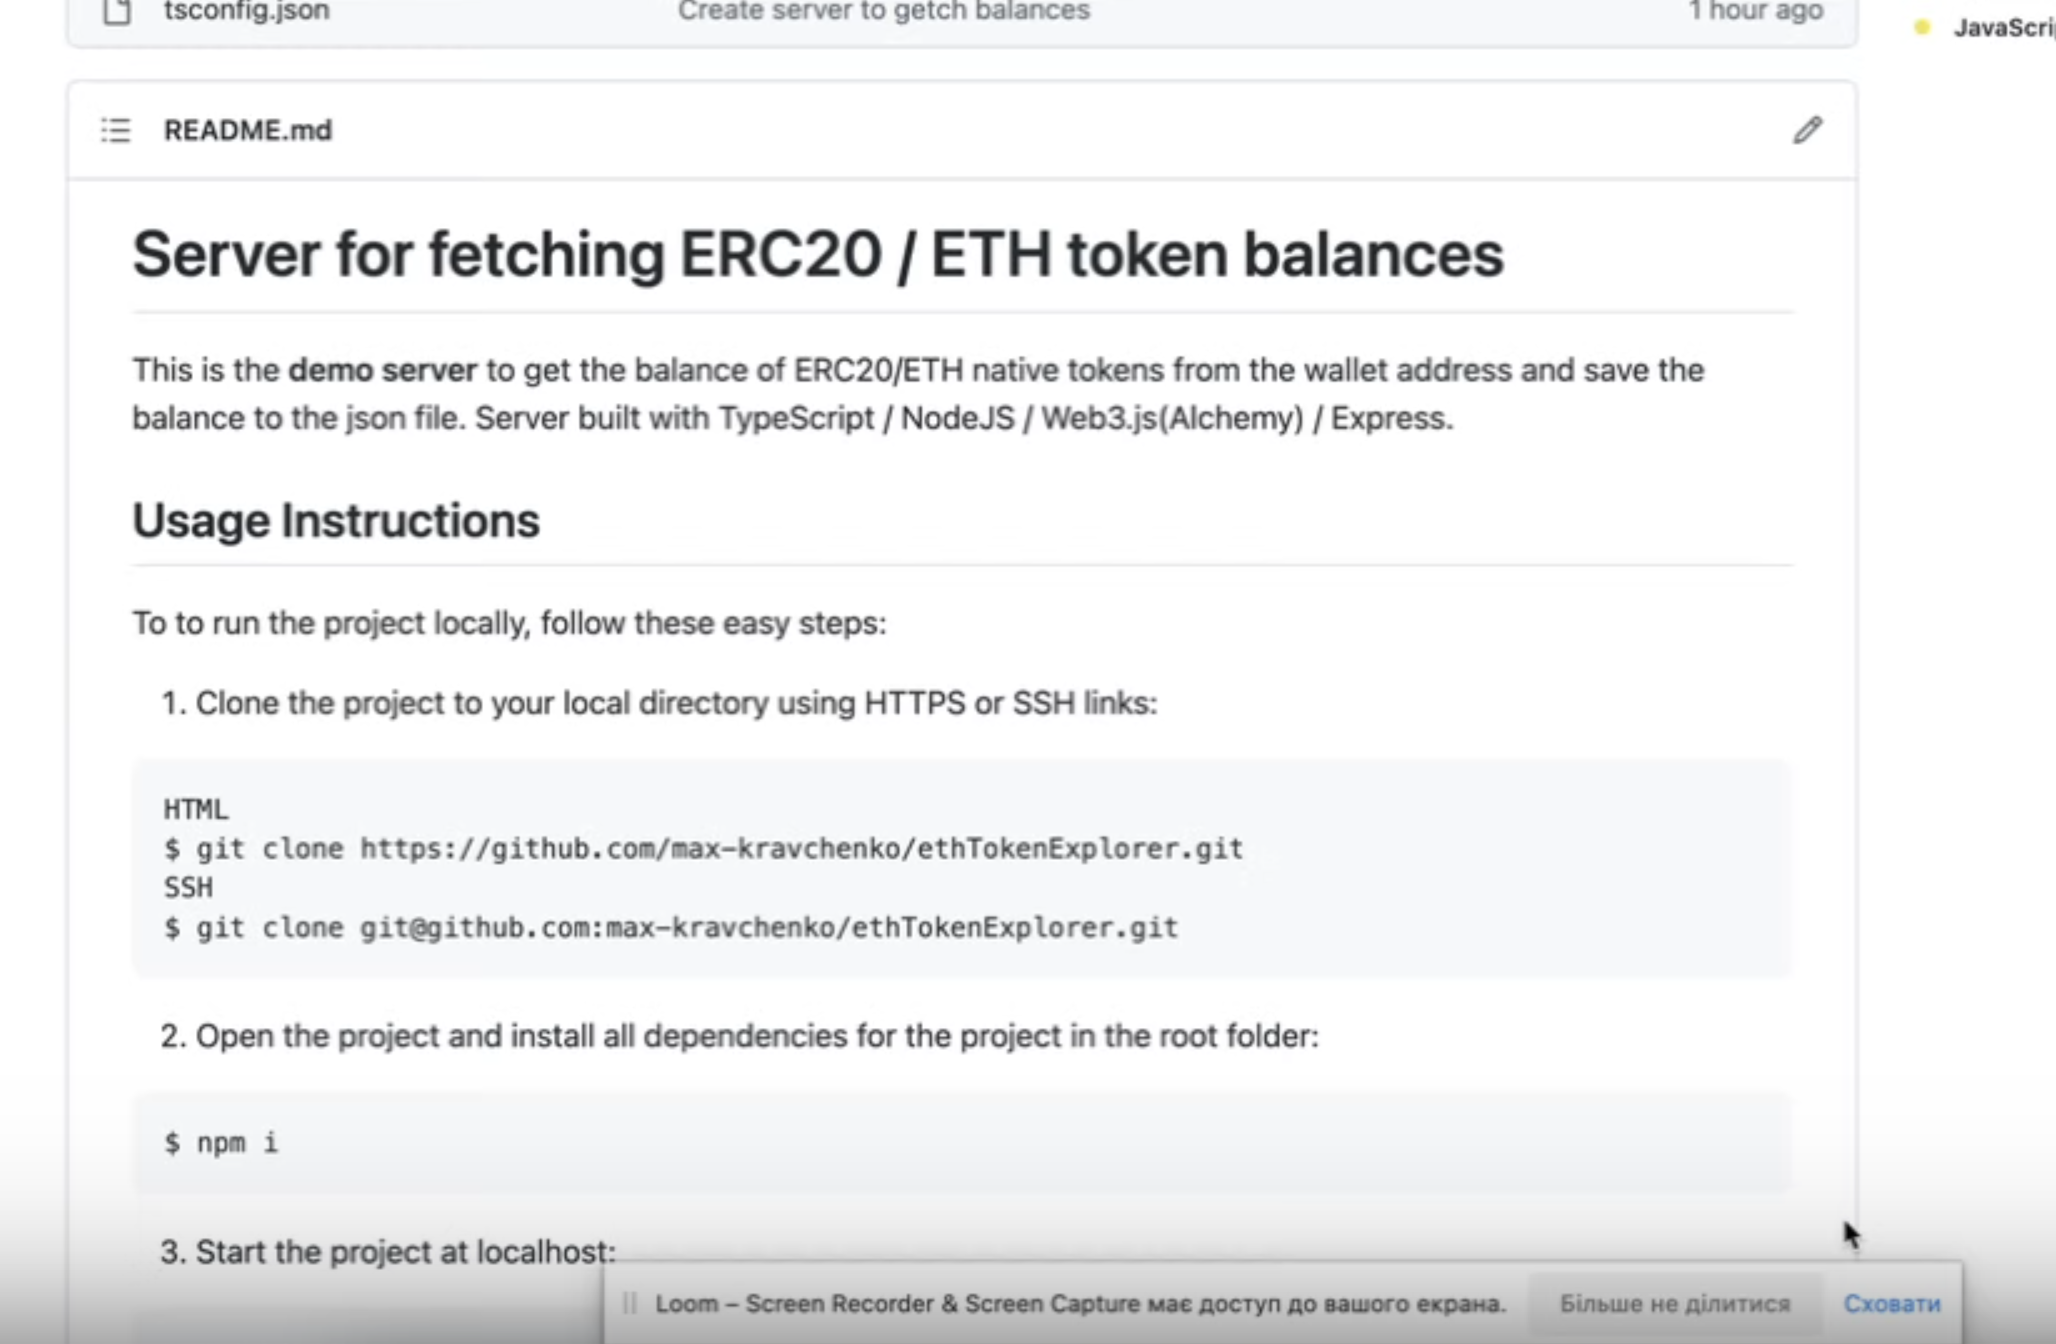 tsconfig.json Create server to getch balances 1 hour ago
README.md
Server for fetching ERC20 / ETH token balances
This is the demo server to get the balance of ERC20/ETH native tokens from the wallet address and save the
balance to the json file. Server built with TypeScript / NodeJS / Web3.js(Alchemy) / Express.
Usage Instructions
To to run the project locally, follow these easy steps:
1. Clone the project to your local directory using HTTPS or SSH links:
HTML
$ git clone https://github.com/max-kravchenko/ethTokenExplorer.git
SSH
$ git clone git@github.com:max-kravchenko/ethTokenExplorer.git
2. Open the project and install all dependencies for the project in the root folder:
$ npm i
3. Start the project at localhost:
Loom – Screen Recorder & Screen Capture має доступ до вашого екрана. Більше не ділитися Сховати